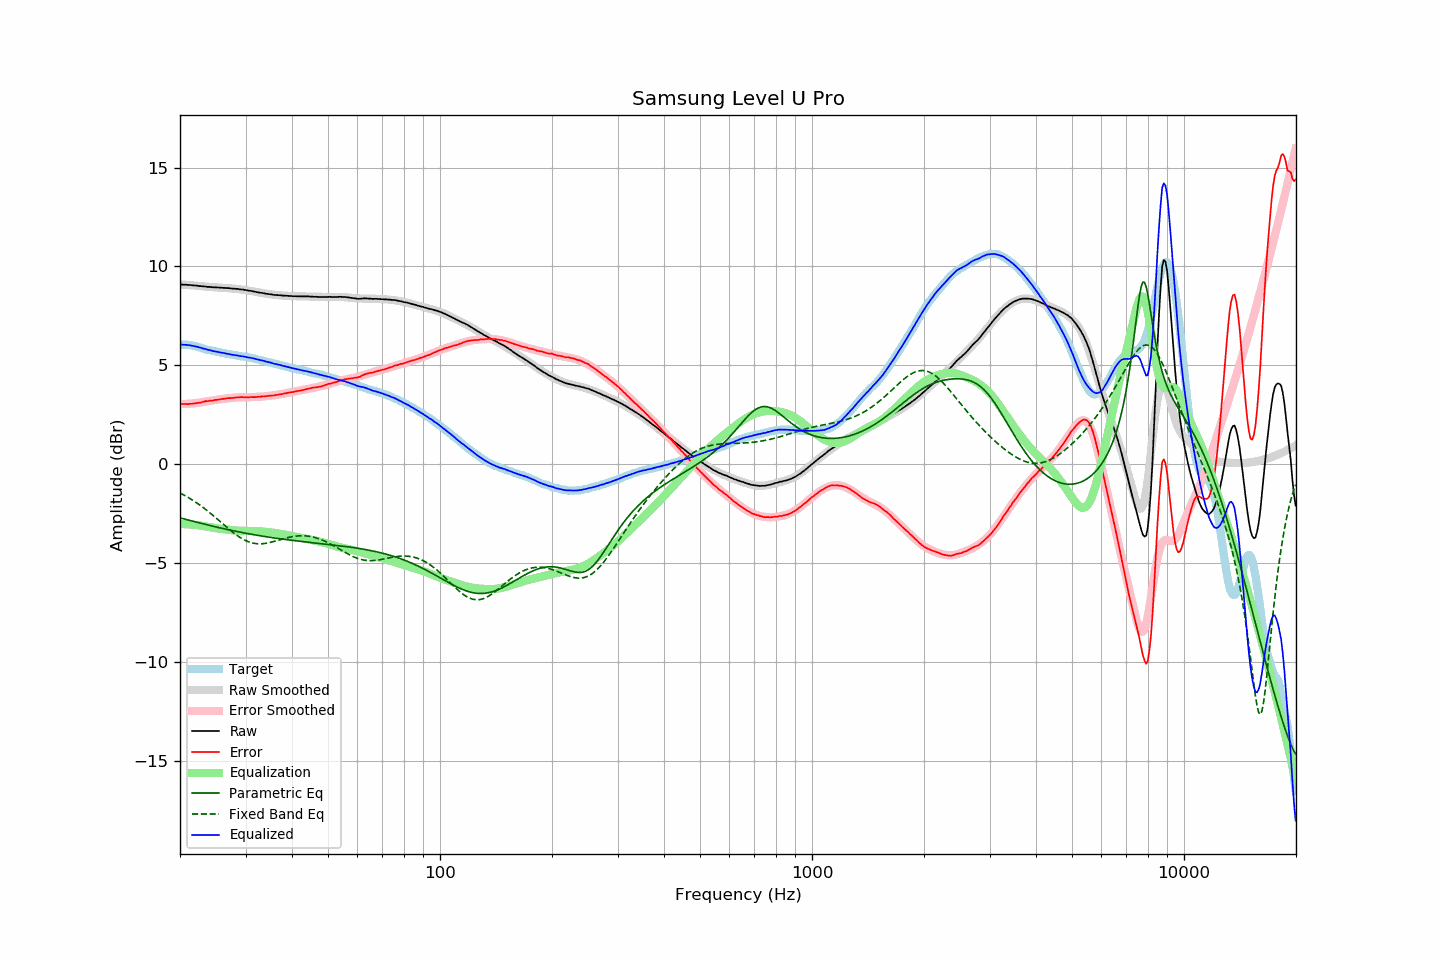 Samsung Level U Pro
15
10
5
0
−5
−10
−15
Amplitude (dBr)
Target
Raw Smoothed
Error Smoothed
Raw
Error
Equalization
Parametric Eq
Fixed Band Eq
Equalized
100
1000
10000
Frequency (Hz)